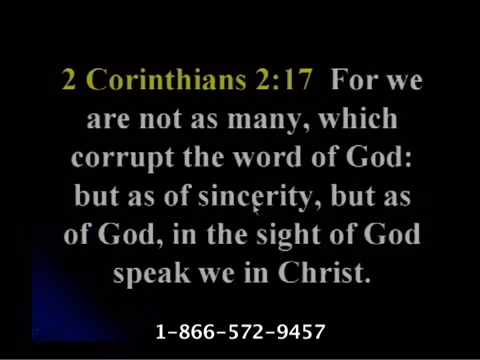 2 Corinthians 2:17 For we
are not as many, which
corrupt the word of God:
but as of sincerity, but as
of God, in the sight of God
speak we in Christ.
1-866-572-9457